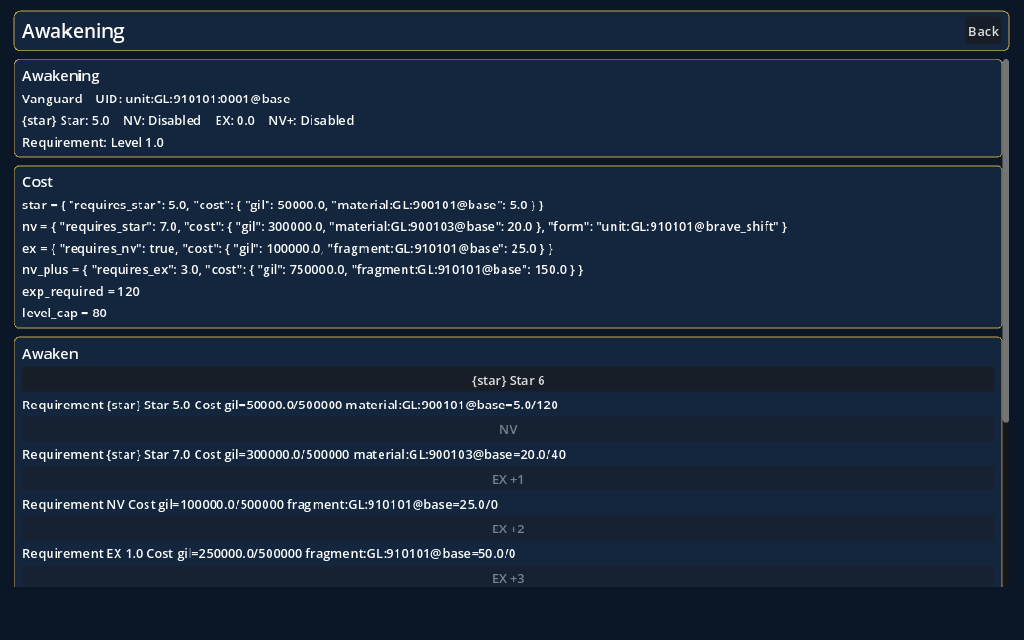 Awakening
Back
Awakening
Vanguard UID: unit:GL:910101:0001@base
{star} Star: 5.0 NV: Disabled EX: 0.0 NV+: Disabled
Requirement: Level 1.0
Cost
star = { "requires_star": 5.0, "cost": { "gil": 50000.0, "material:GL:900101@base": 5.0 } }
nv = { "requires_star": 7.0, "cost": { "gil": 300000.0, "material:GL:900103@base": 20.0 }, "form": "unit:GL:910101@brave_shift" }
ex = { "requires_nv": true, "cost": { "gil": 100000.0, "fragment:GL:910101@base": 25.0 } }
nv_plus = { "requires_ex": 3.0, "cost": { "gil": 750000.0, "fragment:GL:910101@base": 150.0 } }
exp_required = 120
level_cap = 80
Awaken
{star} Star 6
Requirement {star} Star 5.0 Cost gil=50000.0/500000 material:GL:900101@base=5.0/120
NV
Requirement {star} Star 7.0 Cost gil=300000.0/500000 material:GL:900103@base=20.0/40
EX +1
Requirement NV Cost gil=100000.0/500000 fragment:GL:910101@base=25.0/0
EX +2
Requirement EX 1.0 Cost gil=250000.0/500000 fragment:GL:910101@base=50.0/0
EX +3